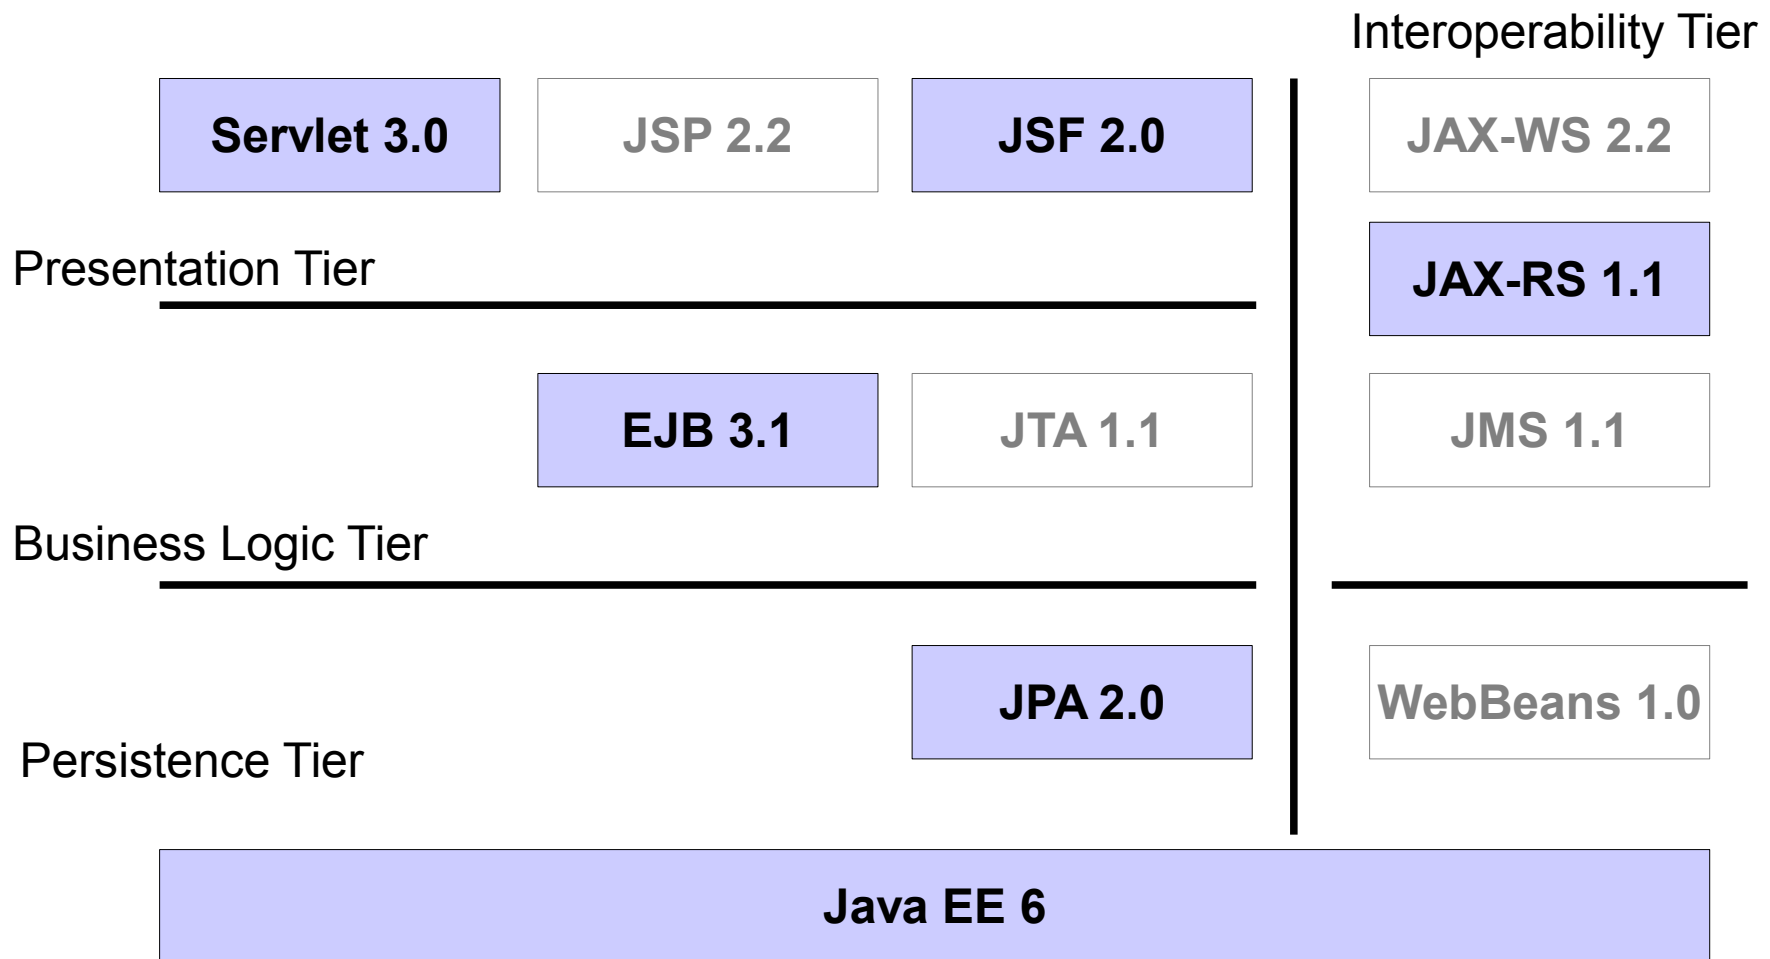 Interoperability Tier
Servlet 3.0
JSP 2.2
JSF 2.0
JAX-WS 2.2
Presentation Tier
JAX-RS 1.1
EJB 3.1
JTA 1.1
JMS 1.1
Business Logic Tier
JPA 2.0
WebBeans 1.0
Persistence Tier
Java EE 6